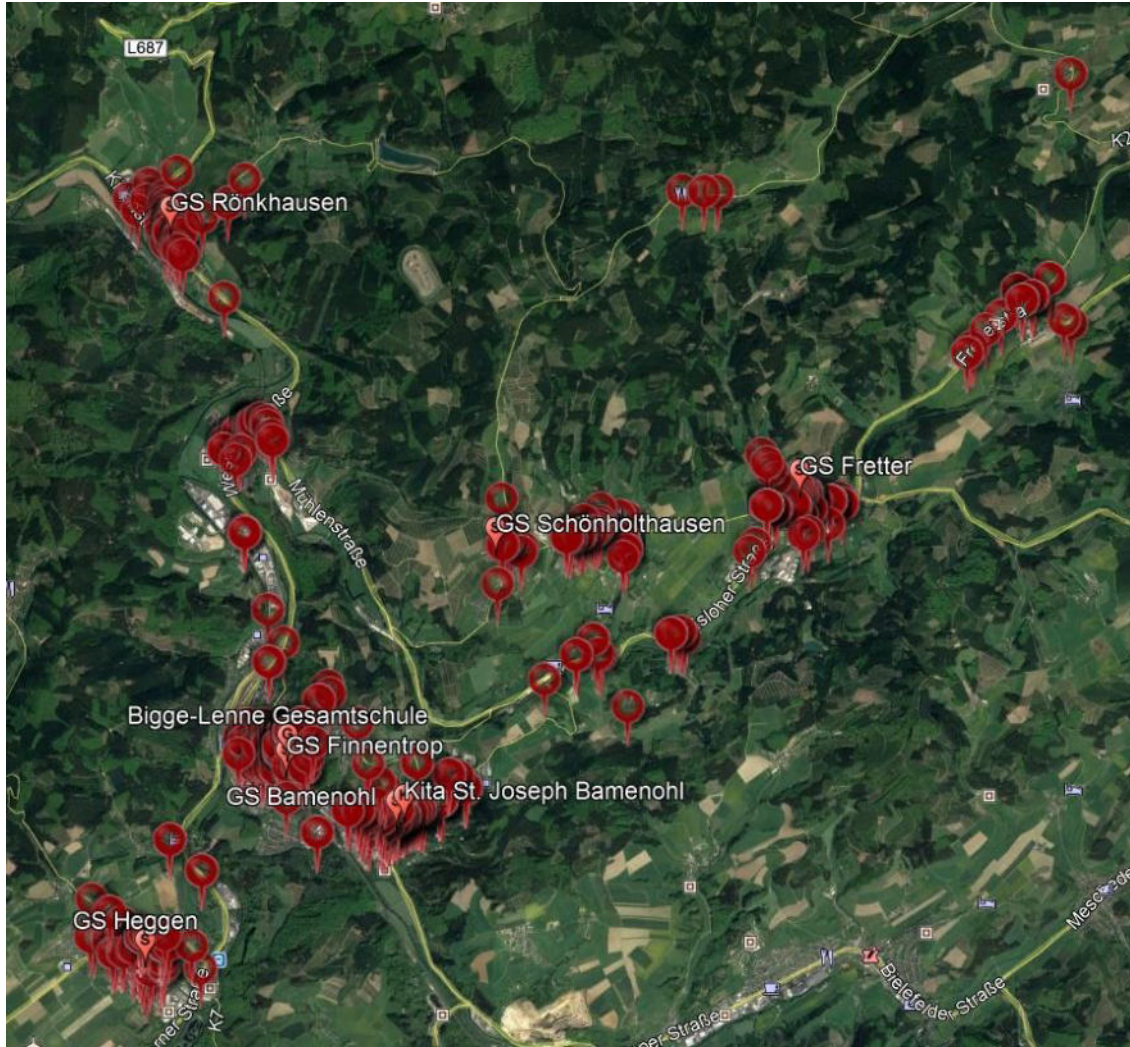 L687
K2
GS Rönkhausen
GS Fretter
GS Schönholthausen
Mühlenstraße
Bigge-Lenne Gesamtschule
GS Finnentrop
GS Bamenohl
Kita St. Joseph Bamenohl
GS Heggen
K7
Bielefelder Straße